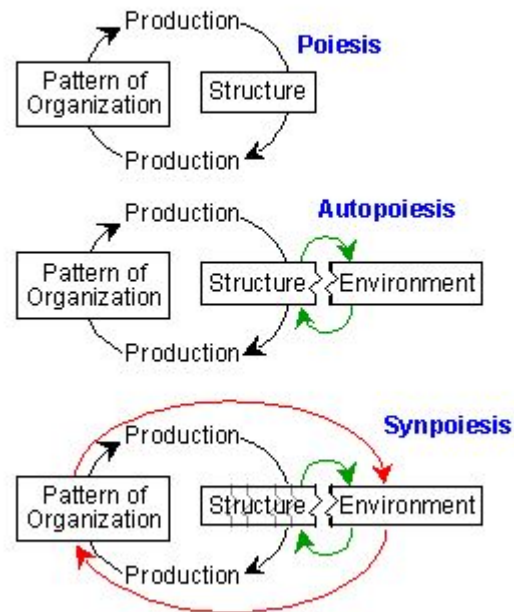 Production
Poiesis
Pattern of
Organization
Structure
Production
Production
Autopoiesis
Pattern of
Organization
Structure
Environment
Production
Synpoiesis
Production
Pattern of
Organization
Structure
Environment
Production